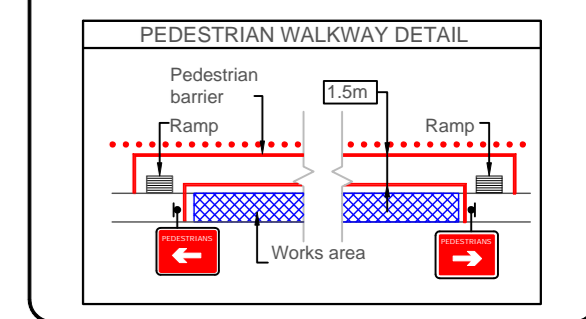 PEDESTRIAN WALKWAY DETAIL
Pedestrian
barrier
1.5m
Ramp
Ramp
Works area
PEDESTRIANS
PEDESTRIANS